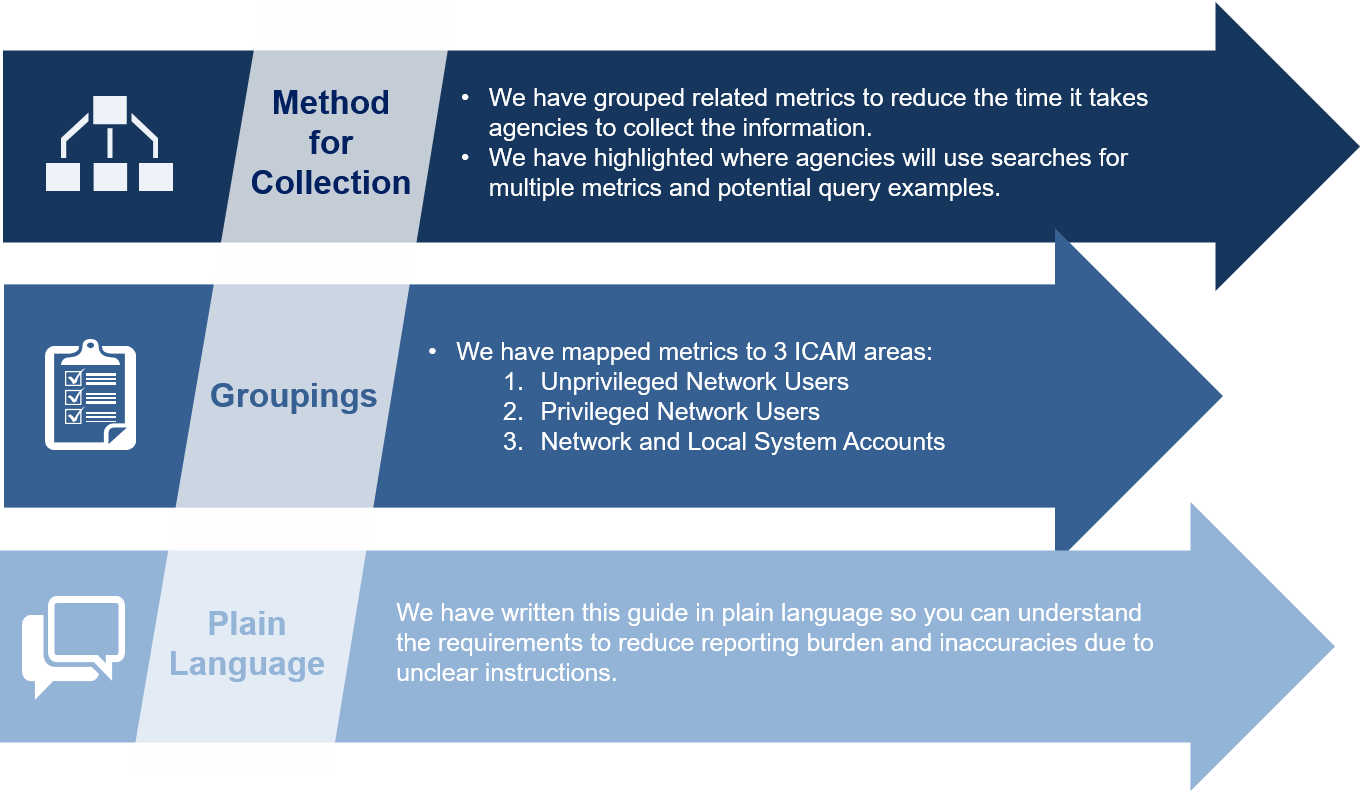 Method
for
Collection
• We have grouped related metrics to reduce the time it takes
agencies to collect the information.
• We have highlighted where agencies will use searches for
multiple metrics and potential query examples.
Groupings
• We have mapped metrics to 3 ICAM areas:
1. Unprivileged Network Users
2. Privileged Network Users
3. Network and Local System Accounts
Plain
Language
We have written this guide in plain language so you can understand
the requirements to reduce reporting burden and inaccuracies due to
unclear instructions.